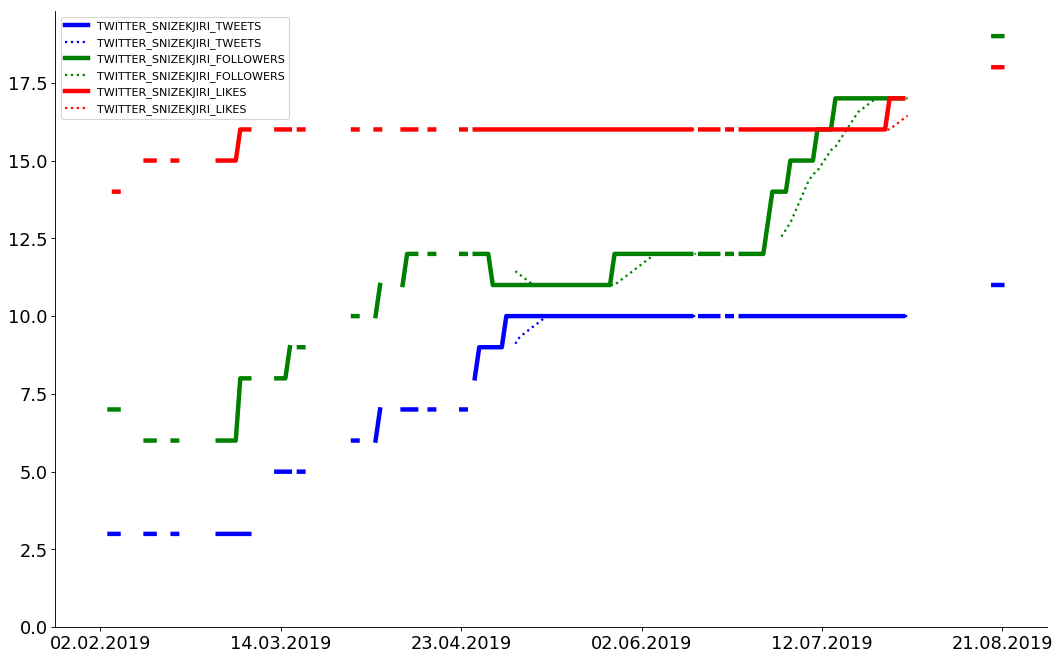 TWITTER_SNIZEKJIRI_TWEETS
TWITTER_SNIZEKJIRI_TWEETS
TWITTER_SNIZEKJIRI_FOLLOWERS
TWITTER_SNIZEKJIRI_FOLLOWERS
TWITTER_SNIZEKJIRI_LIKES
TWITTER_SNIZEKJIRI_LIKES
17.5
15.0
12.5
10.0
7.5
5.0
2.5
0.0
02.02.2019 14.03.2019 23.04.2019 02.06.2019 12.07.2019 21.08.2019